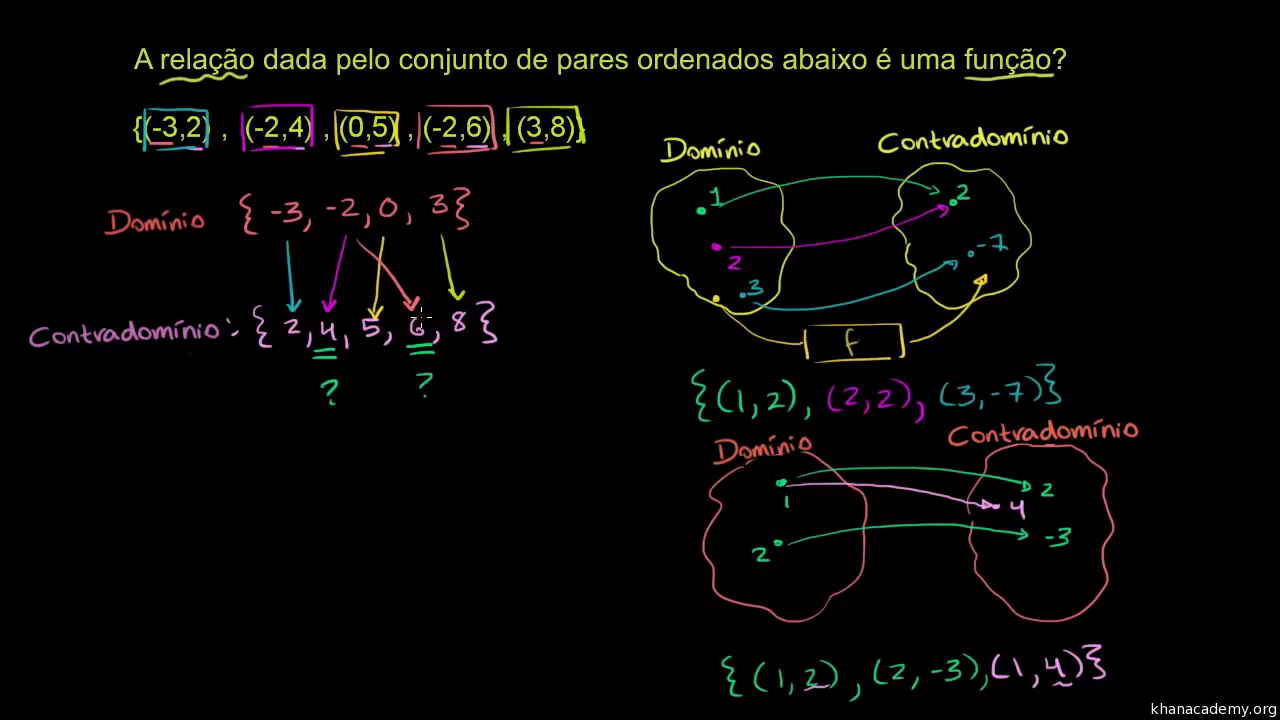 A relação dada pelo conjunto de pares ordenados abaixo é uma função?
{(-3,2) , (-2,4) , (0,5) , (-2,6) , (3,8)}
Domínio { -3, -2, 0, 3 }
Contradomínio: { 2, 4, 5, 6, 8 }
? ?
Domínio Contradomínio
1 2
2 -7
3
f
{(1,2), (2,2), (3,-7)}
Domínio Contradomínio
1 2
4
2 -3
{(1,2), (2,-3), (1,4)}
khanacademy.org